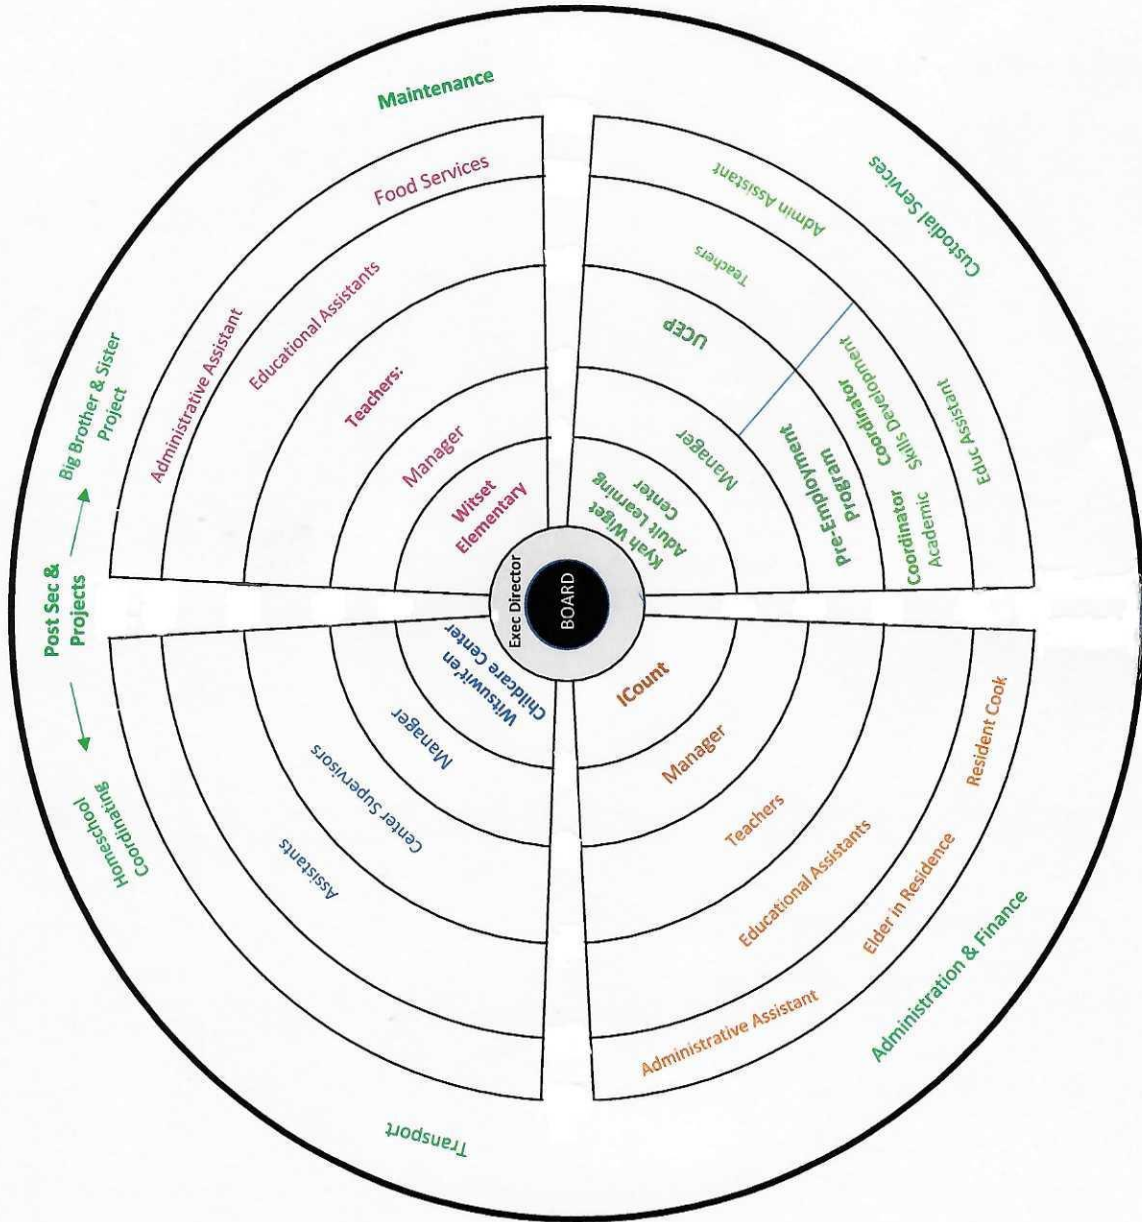 BOARD
Exec Director
Witset
Elementary
Manager
Teachers:
Educational Assistants
Administrative Assistant
Food Services
Kyah Wiget
Adult Learning
Center
Manager
UCEP
Teachers
Admin Assistant
Pre-Employment
Program
Coordinator
Skills Development
Coordinator
Academic
Educ Assistant
ICount
Manager
Teachers
Educational Assistants
Administrative Assistant
Elder in Residence
Resident Cook
Witsuwit'en
Childcare Center
Manager
Center Supervisors
Assistants
Maintenance
Custodial Services
Administration & Finance
Transport
Homeschool
Coordinating
Post Sec &
Projects
Big Brother & Sister
Project